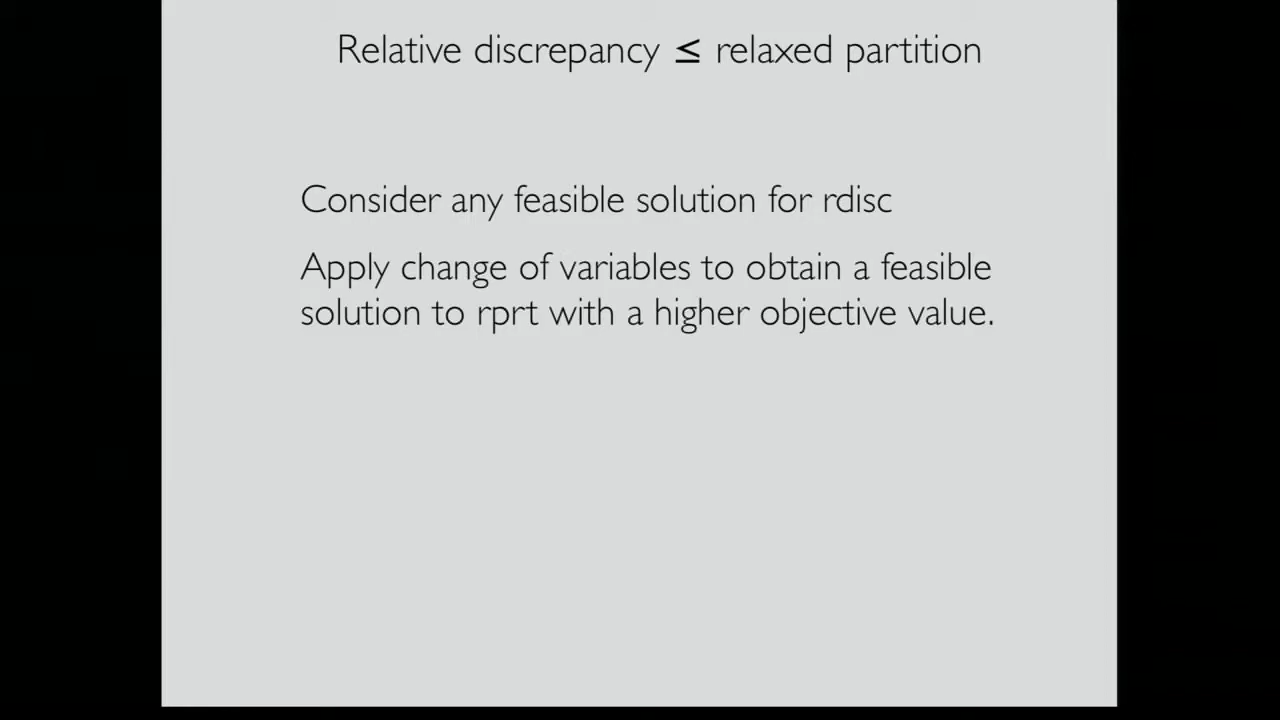 Relative discrepancy ≤ relaxed partition
Consider any feasible solution for rdisc
Apply change of variables to obtain a feasible
solution to rprt with a higher objective value.